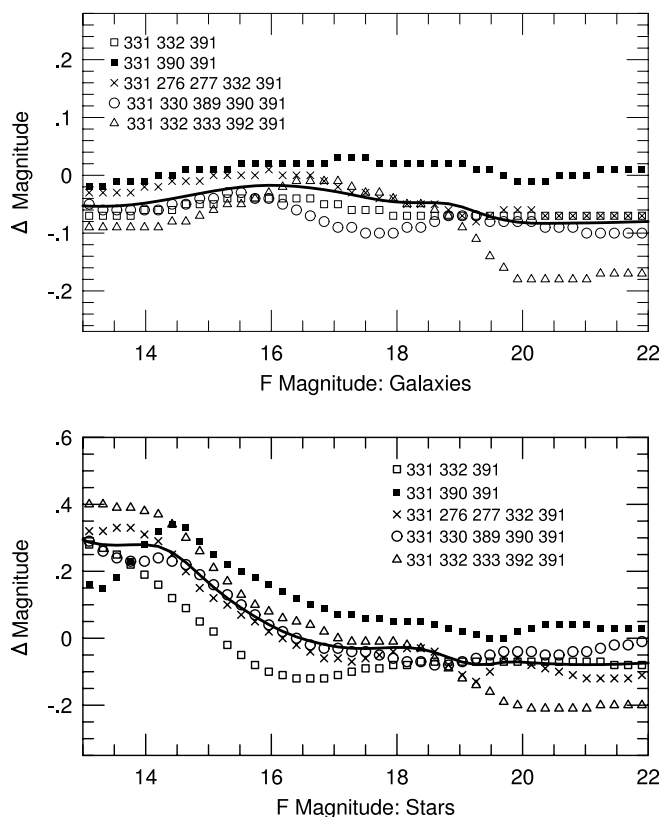 .2
0
-.1
-.2
Δ Magnitude
□ 331 332 391
■ 331 390 391
× 331 276 277 332 391
○ 331 330 389 390 391
△ 331 332 333 392 391
14 16 18 20 22
F Magnitude: Galaxies
.6
.4
.2
0
-.2
Δ Magnitude
□ 331 332 391
■ 331 390 391
× 331 276 277 332 391
○ 331 330 389 390 391
△ 331 332 333 392 391
14 16 18 20 22
F Magnitude: Stars